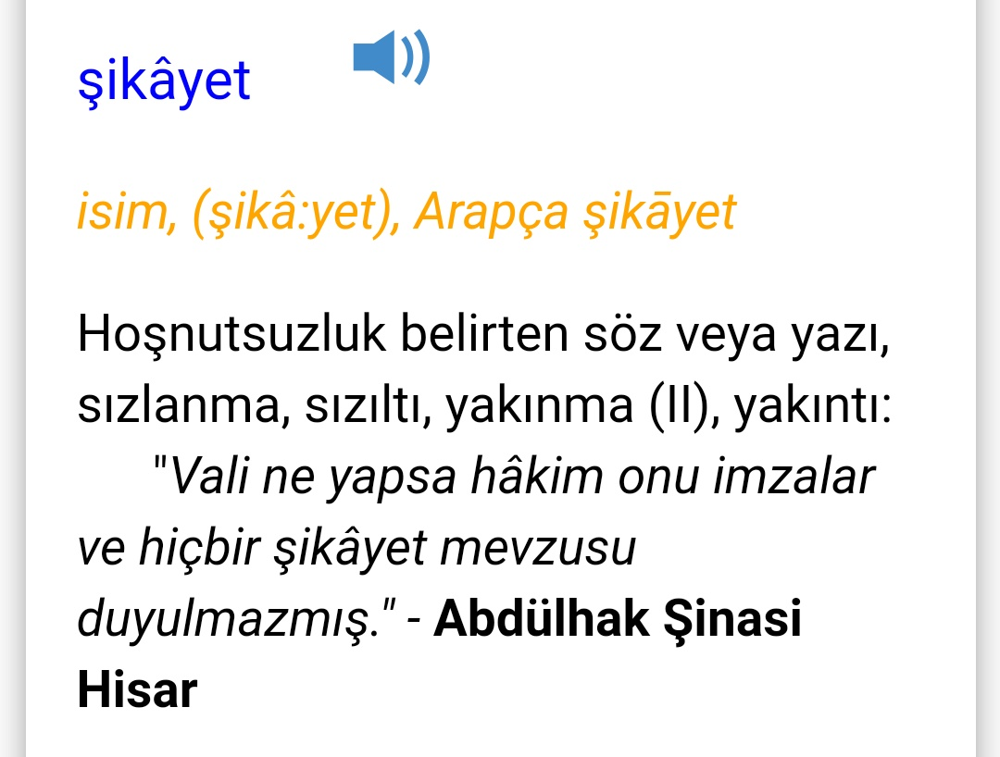 şikâyet
isim, (şikâ:yet), Arapça şikāyet
Hoşnutsuzluk belirten söz veya yazı,
sızlanma, sızıltı, yakınma (II), yakıntı:
"Vali ne yapsa hâkim onu imzalar
ve hiçbir şikâyet mevzusu
duyulmazmış." - Abdülhak Şinasi
Hisar